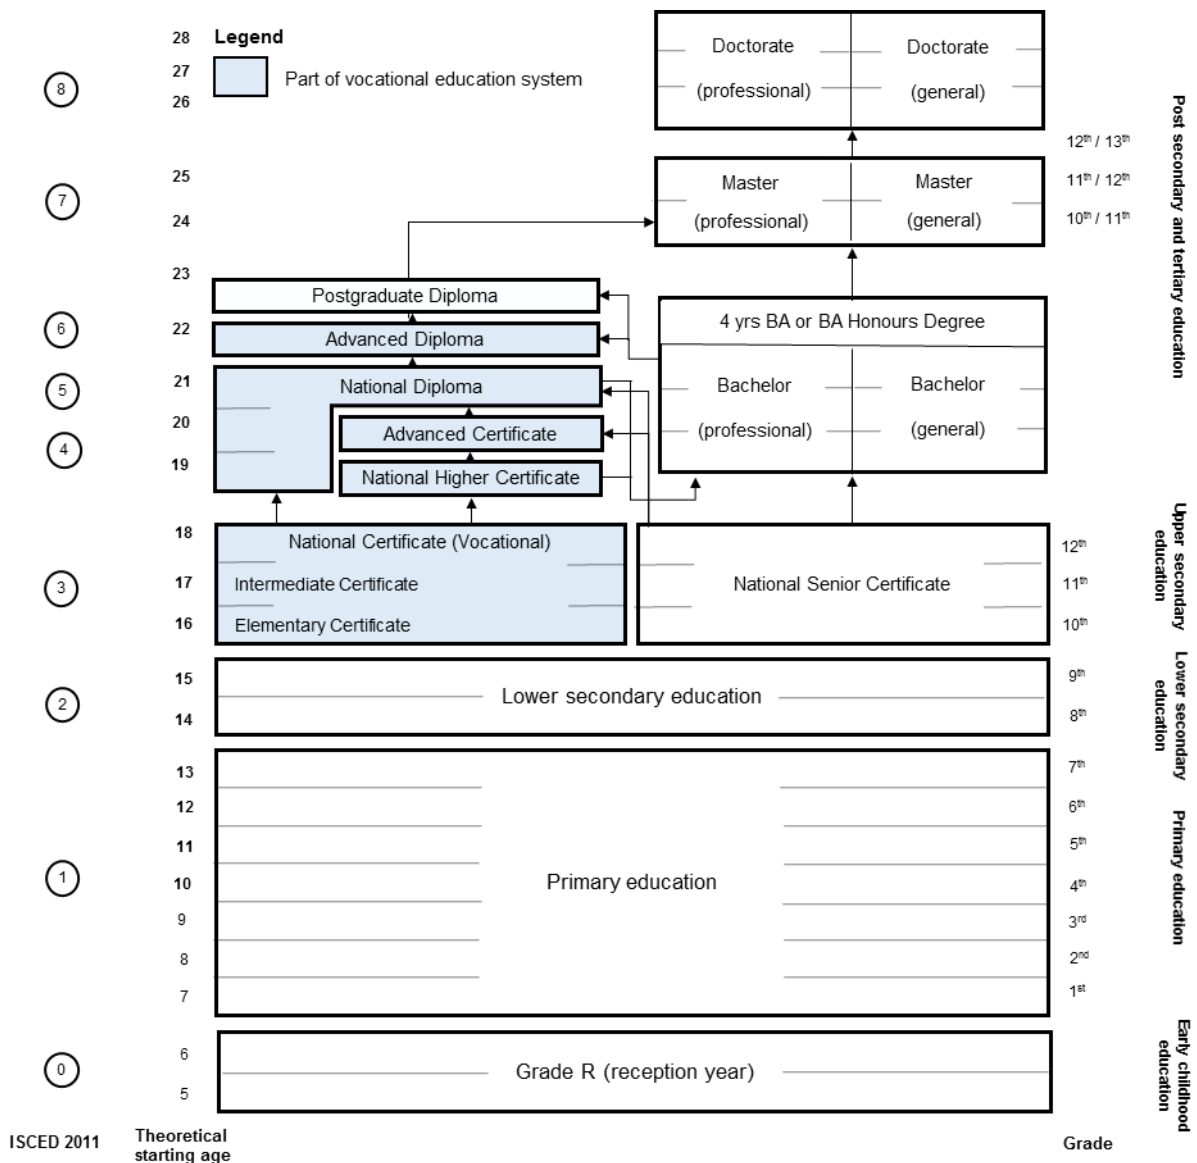 28 Legend
27 Part of vocational education system
26
8
Doctorate
(professional)
Doctorate
(general)
12th / 13th
25
24
7
Master
(professional)
Master
(general)
11th / 12th
10th / 11th
Post secondary and tertiary education
23
Postgraduate Diploma
6
22
Advanced Diploma
4 yrs BA or BA Honours Degree
5
21
National Diploma
Bachelor
(professional)
Bachelor
(general)
20
Advanced Certificate
4
19
National Higher Certificate
18
National Certificate (Vocational)
12th
3
17
Intermediate Certificate
National Senior Certificate
11th
16
Elementary Certificate
10th
Upper secondary
education
2
15
Lower secondary education
9th
14
8th
Lower secondary
education
13
7th
12
6th
11
5th
1
10
Primary education
4th
9
3rd
8
2nd
7
1st
Primary education
0
6
Grade R (reception year)
5
Early childhood
education
ISCED 2011
Theoretical
starting age
Grade